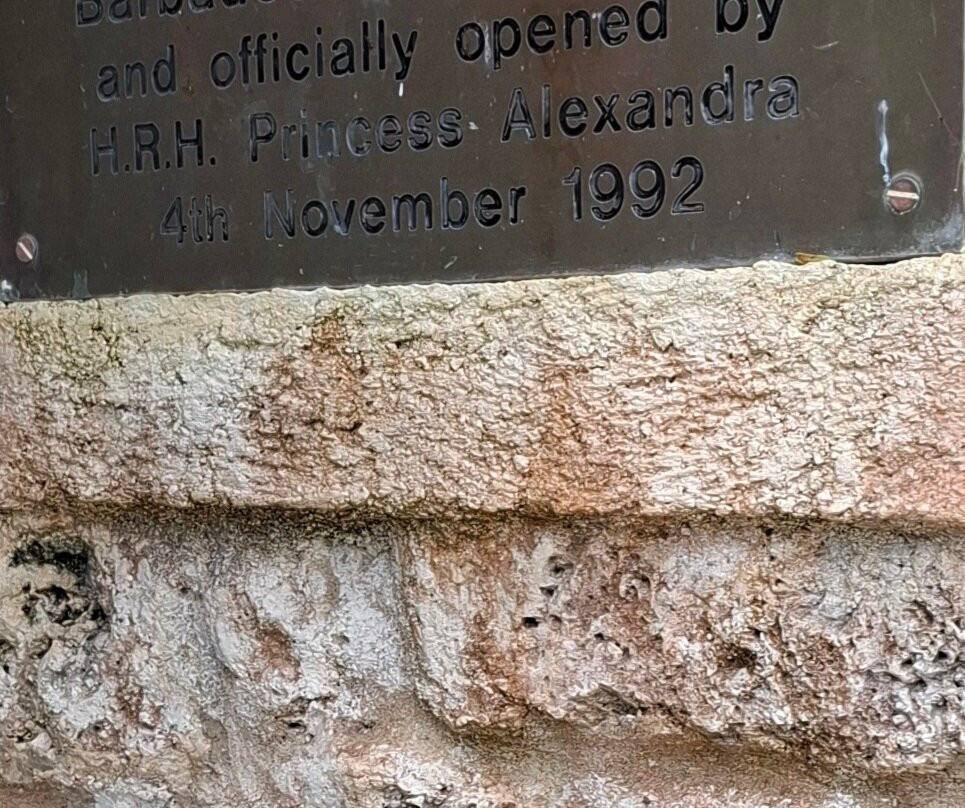 and officially opened by
H.R.H. Princess Alexandra
4th November 1992